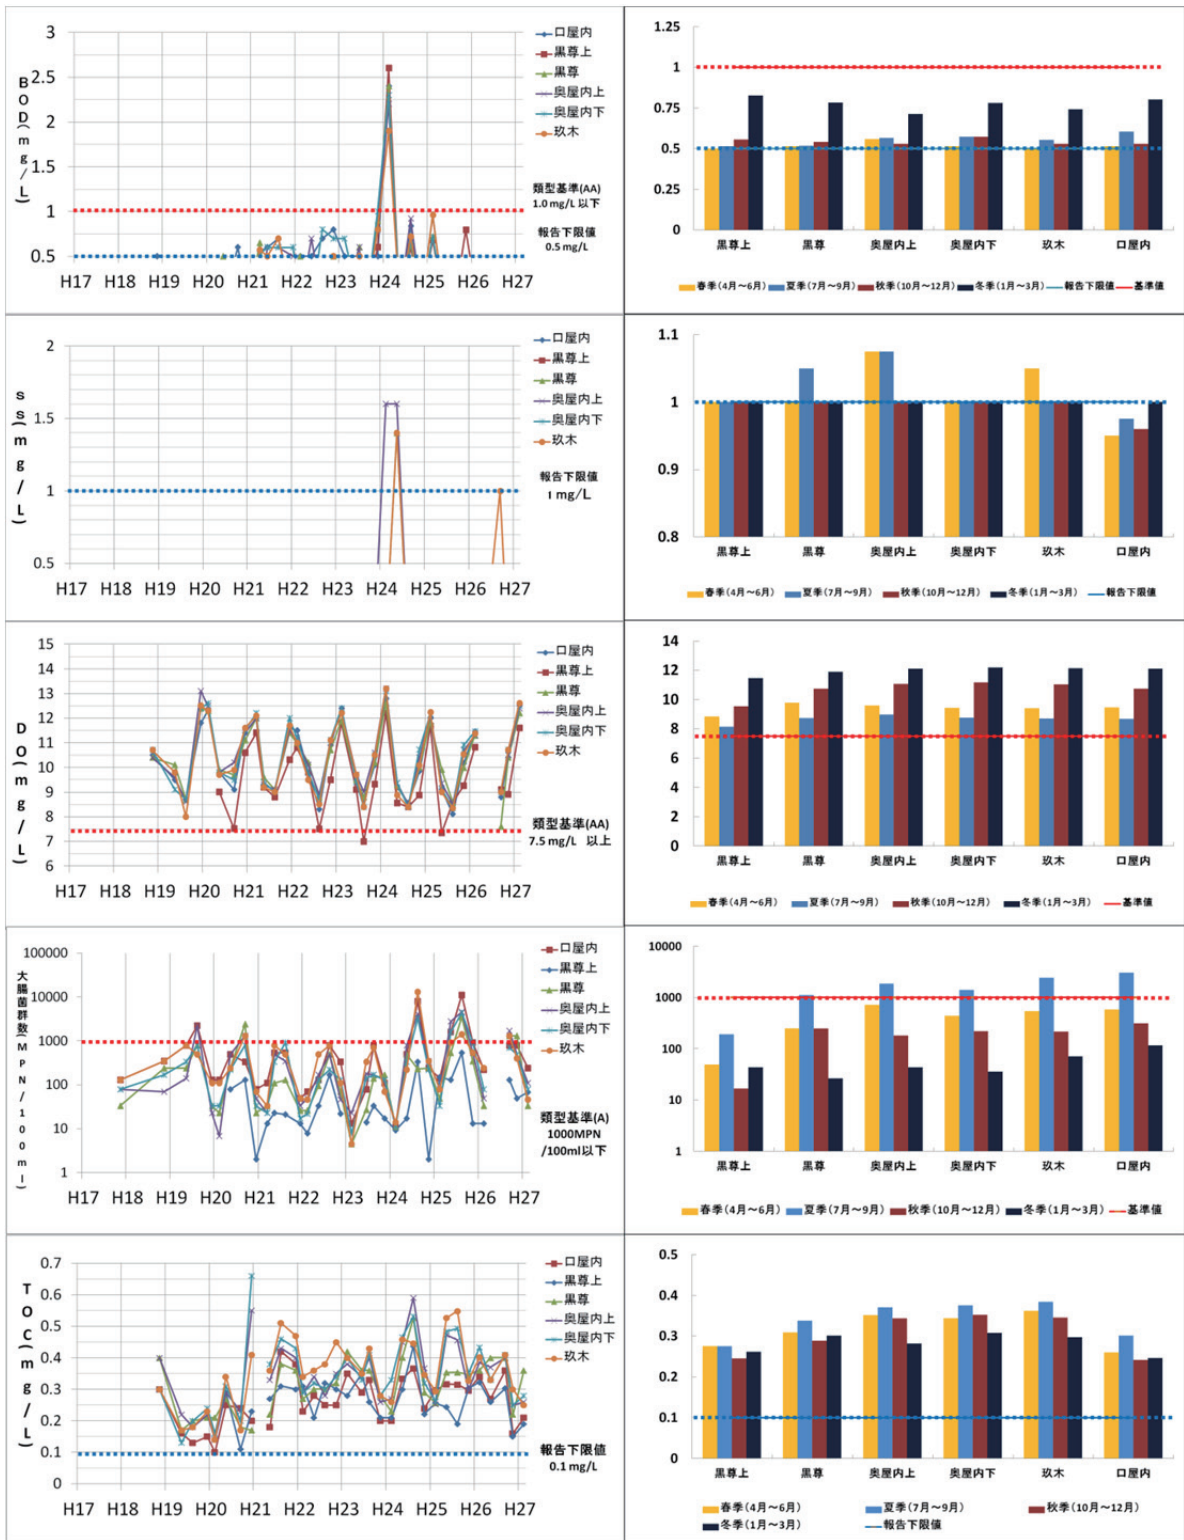 BOD(mg/L)
3
2.5
2
1.5
1
0.5
H17 H18 H19 H20 H21 H22 H23 H24 H25 H26 H27
口屋内
黒尊上
黒尊
奥屋内上
奥屋内下
玖木
類型基準(AA)
1.0 mg/L 以下
報告下限値
0.5 mg/L
1.25
1
0.75
0.5
0.25
0
黒尊上 黒尊 奥屋内上 奥屋内下 玖木 口屋内
春季(4月～6月) 夏季(7月～9月) 秋季(10月～12月) 冬季(1月～3月) 報告下限値 基準値
ss(mg/L)
2
1.5
1
0.5
H17 H18 H19 H20 H21 H22 H23 H24 H25 H26 H27
口屋内
黒尊上
黒尊
奥屋内上
奥屋内下
玖木
報告下限値
1 mg/L
1.1
1
0.9
0.8
黒尊上 黒尊 奥屋内上 奥屋内下 玖木 口屋内
春季(4月～6月) 夏季(7月～9月) 秋季(10月～12月) 冬季(1月～3月) 報告下限値
DO(mg/L)
15
14
13
12
11
10
9
8
7
6
H17 H18 H19 H20 H21 H22 H23 H24 H25 H26 H27
口屋内
黒尊上
黒尊
奥屋内上
奥屋内下
玖木
類型基準(AA)
7.5 mg/L 以上
14
12
10
8
6
4
2
0
黒尊上 黒尊 奥屋内上 奥屋内下 玖木 口屋内
春季(4月～6月) 夏季(7月～9月) 秋季(10月～12月) 冬季(1月～3月) 基準値
大腸菌群数(MPN/100ml)
100000
10000
1000
100
10
1
H17 H18 H19 H20 H21 H22 H23 H24 H25 H26 H27
口屋内
黒尊上
黒尊
奥屋内上
奥屋内下
玖木
類型基準(A)
1000MPN
/100ml以下
10000
1000
100
10
1
黒尊上 黒尊 奥屋内上 奥屋内下 玖木 口屋内
春季(4月～6月) 夏季(7月～9月) 秋季(10月～12月) 冬季(1月～3月) 基準値
TOC(mg/L)
0.7
0.6
0.5
0.4
0.3
0.2
0.1
0
H17 H18 H19 H20 H21 H22 H23 H24 H25 H26 H27
口屋内
黒尊上
黒尊
奥屋内上
奥屋内下
玖木
報告下限値
0.1 mg/L
0.5
0.4
0.3
0.2
0.1
0
黒尊上 黒尊 奥屋内上 奥屋内下 玖木 口屋内
春季(4月～6月) 夏季(7月～9月) 秋季(10月～12月)
冬季(1月～3月) 報告下限値